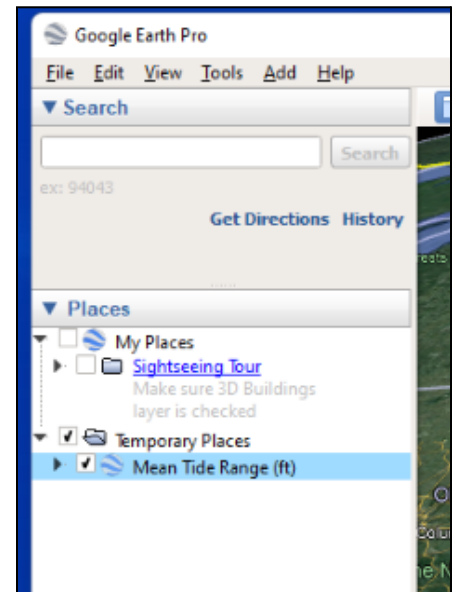 Google Earth Pro
File Edit View Tools Add Help
Search
Search
ex: 94043
Get Directions History
Places
My Places
Sightseeing Tour
Make sure 3D Buildings
layer is checked
Temporary Places
Mean Tide Range (ft)